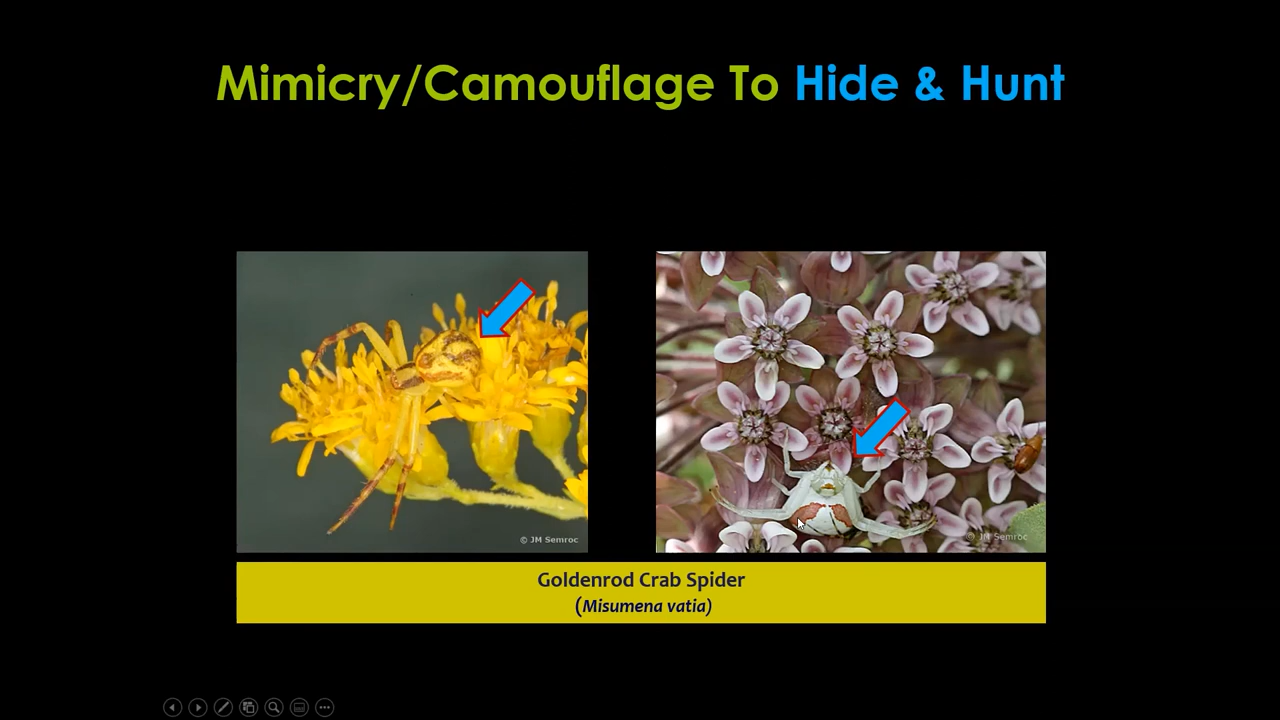 Mimicry/Camouflage To Hide & Hunt
© JM Semroc
© JM Semroc
Goldenrod Crab Spider
(Misumena vatia)